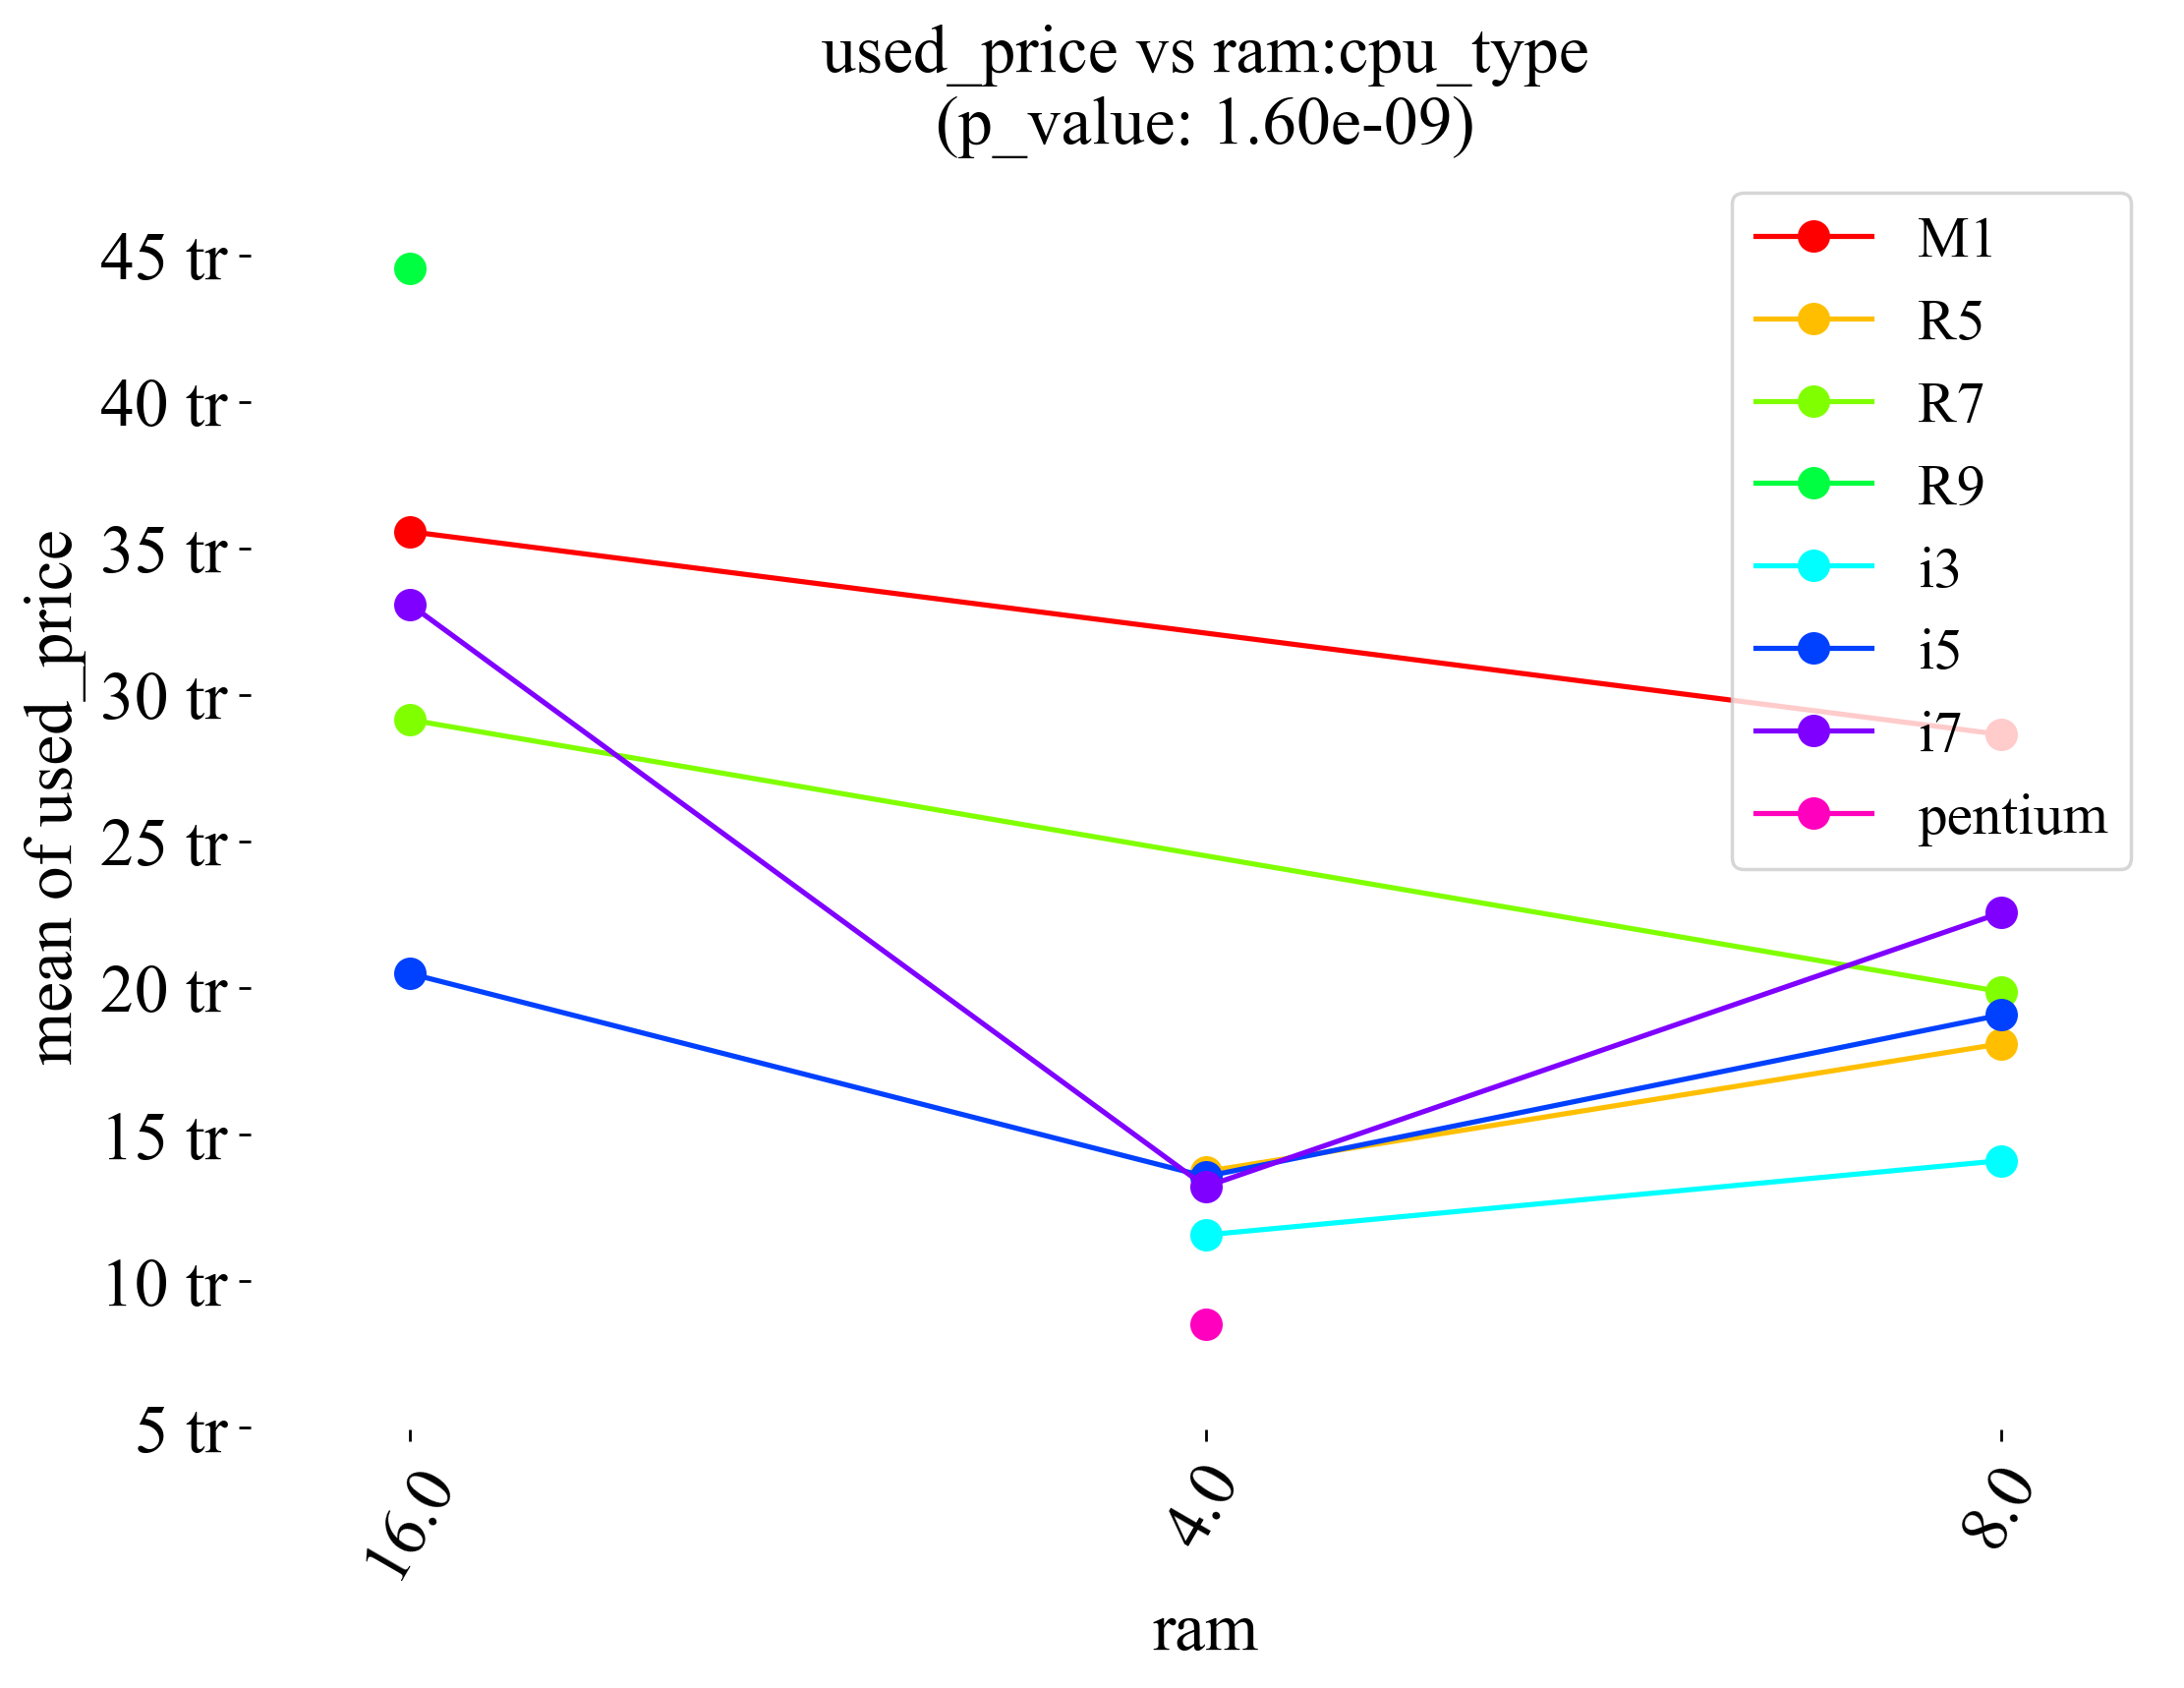 used_price vs ram:cpu_type
(p_value: 1.60e-09)
45 tr
40 tr
35 tr
30 tr
25 tr
20 tr
15 tr
10 tr
5 tr
mean of used_price
M1
R5
R7
R9
i3
i5
i7
pentium
16.0
4.0
8.0
ram